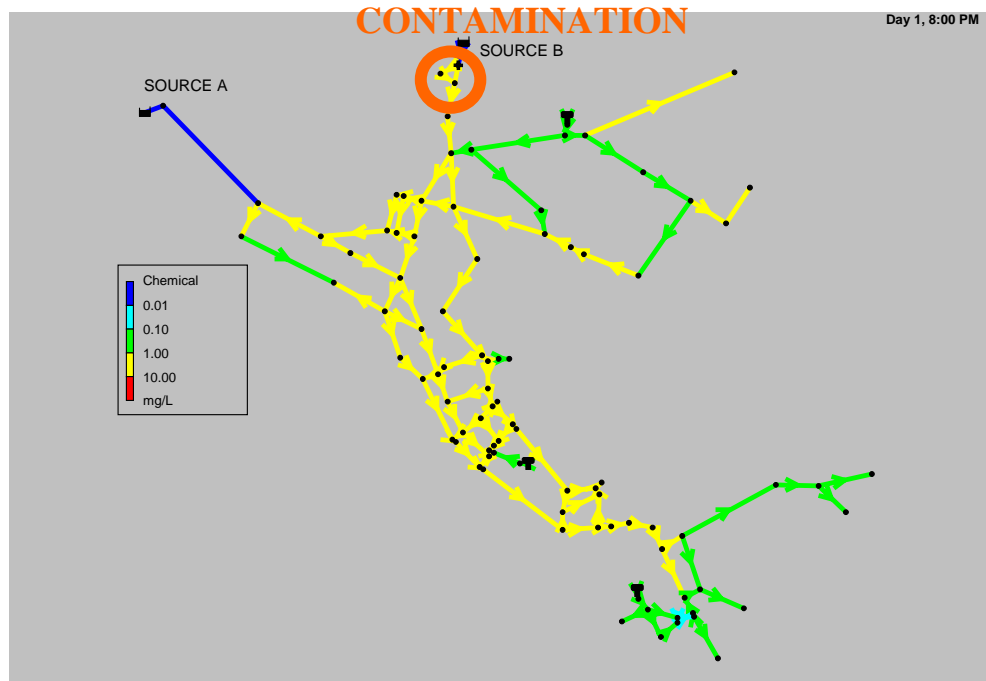 CONTAMINATION
Day 1, 8:00 PM
SOURCE B
SOURCE A
Chemical
0.01
0.10
1.00
10.00
mg/L